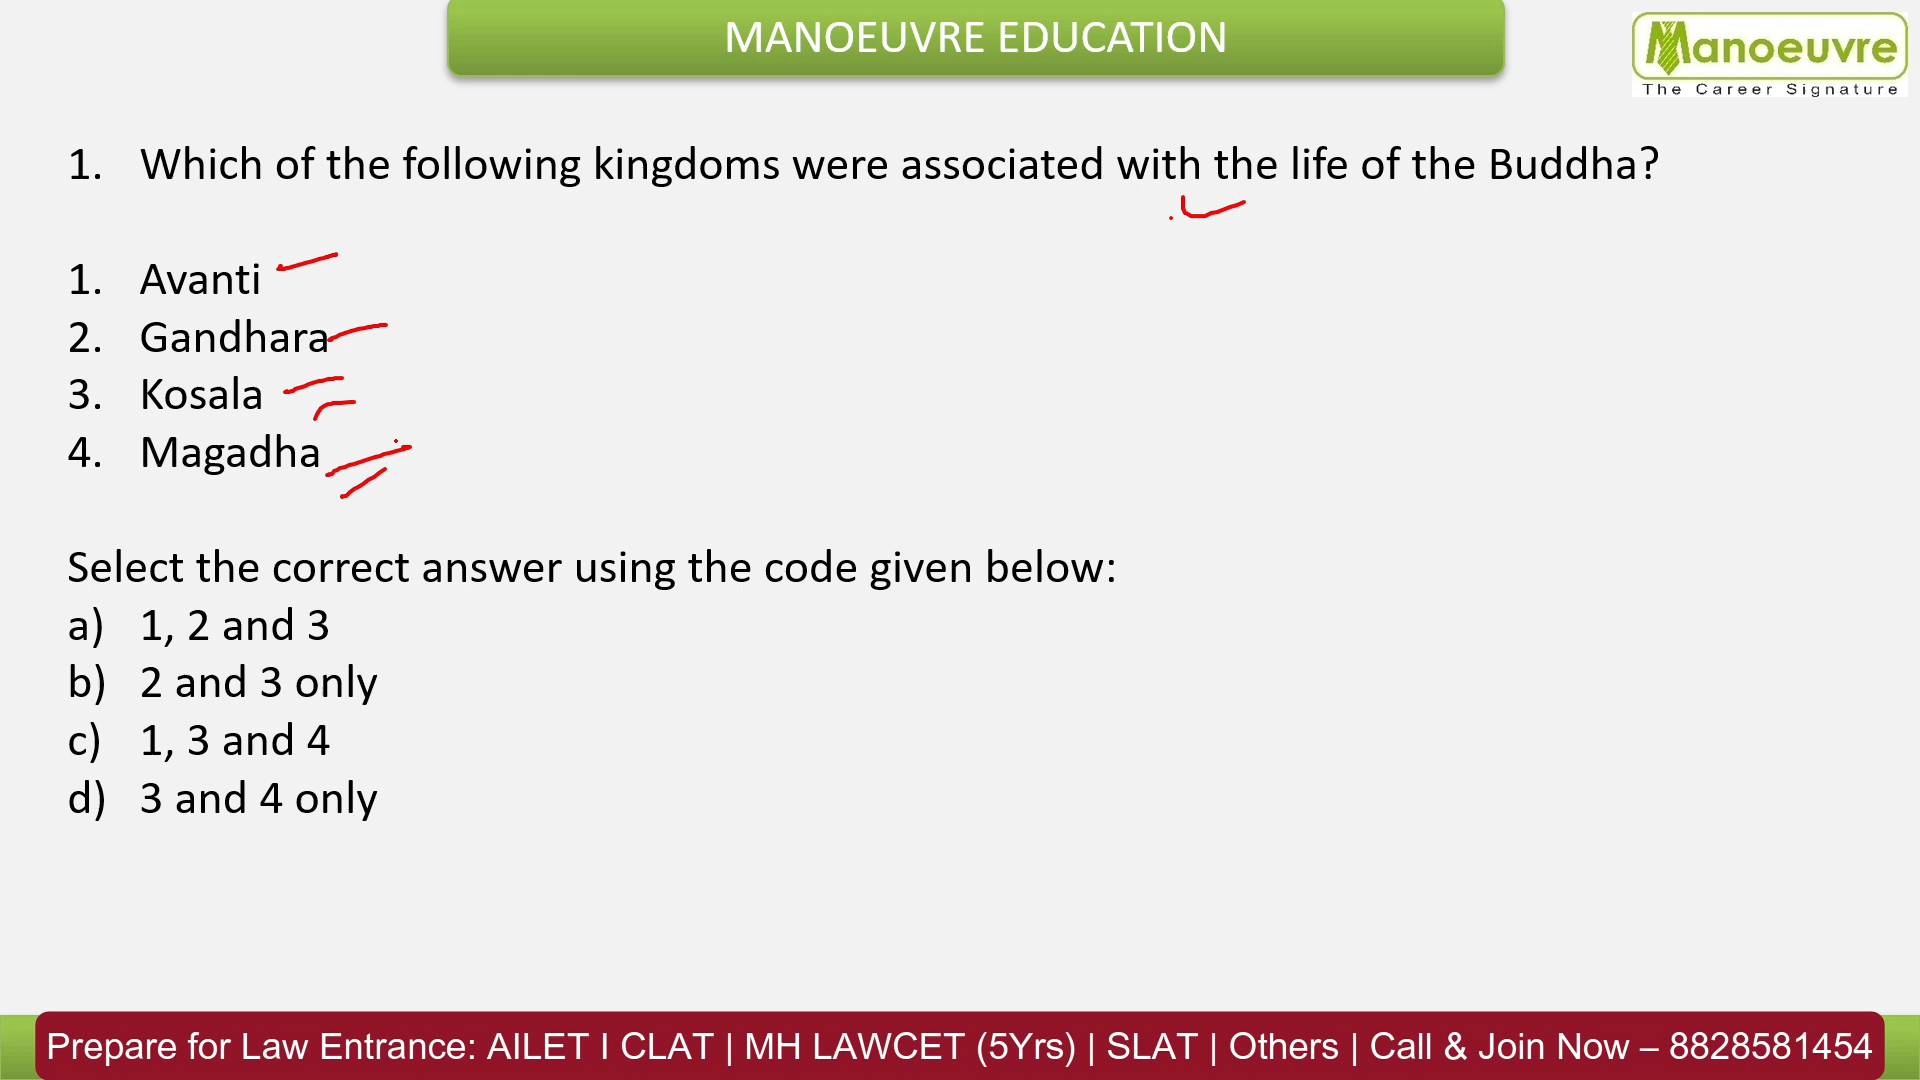 MANOEUVRE EDUCATION
Manoeuvre
The Career Signature
1. Which of the following kingdoms were associated with the life of the Buddha?
1. Avanti
2. Gandhara
3. Kosala
4. Magadha
Select the correct answer using the code given below:
a) 1, 2 and 3
b) 2 and 3 only
c) 1, 3 and 4
d) 3 and 4 only
Prepare for Law Entrance: AILET I CLAT | MH LAWCET (5Yrs) | SLAT | Others | Call & Join Now – 8828581454